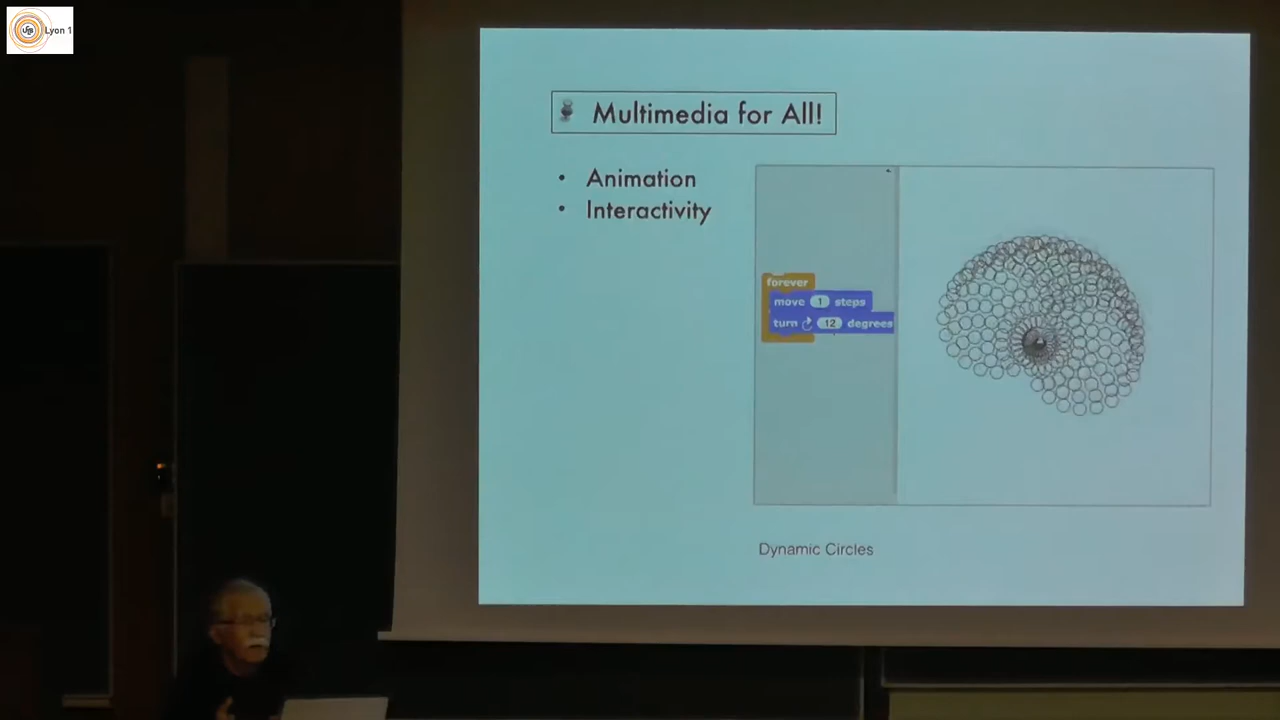 Lyon 1
Multimedia for All!
• Animation
• Interactivity
forever
move 1 steps
turn 12 degrees
Dynamic Circles